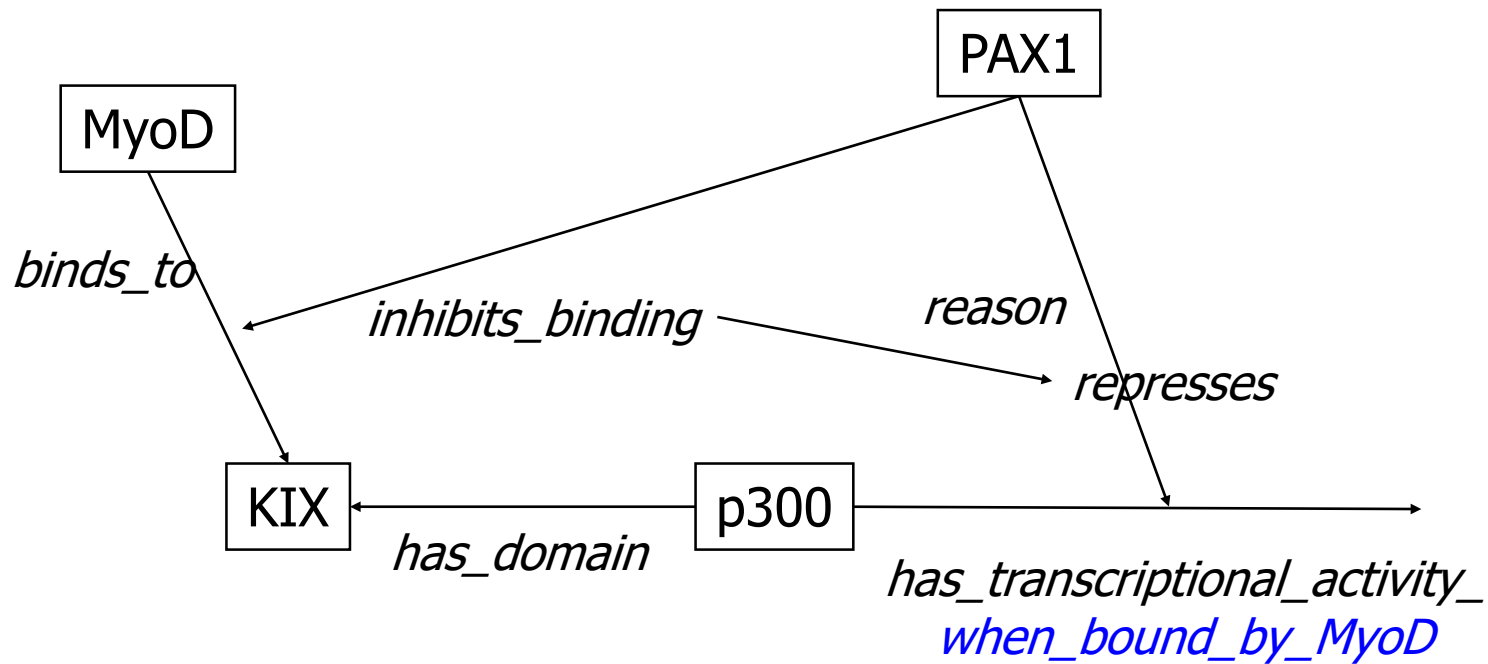 PAX1
MyoD
binds_to
inhibits_binding
reason
represses
KIX
p300
has_domain
has_transcriptional_activity_
when_bound_by_MyoD